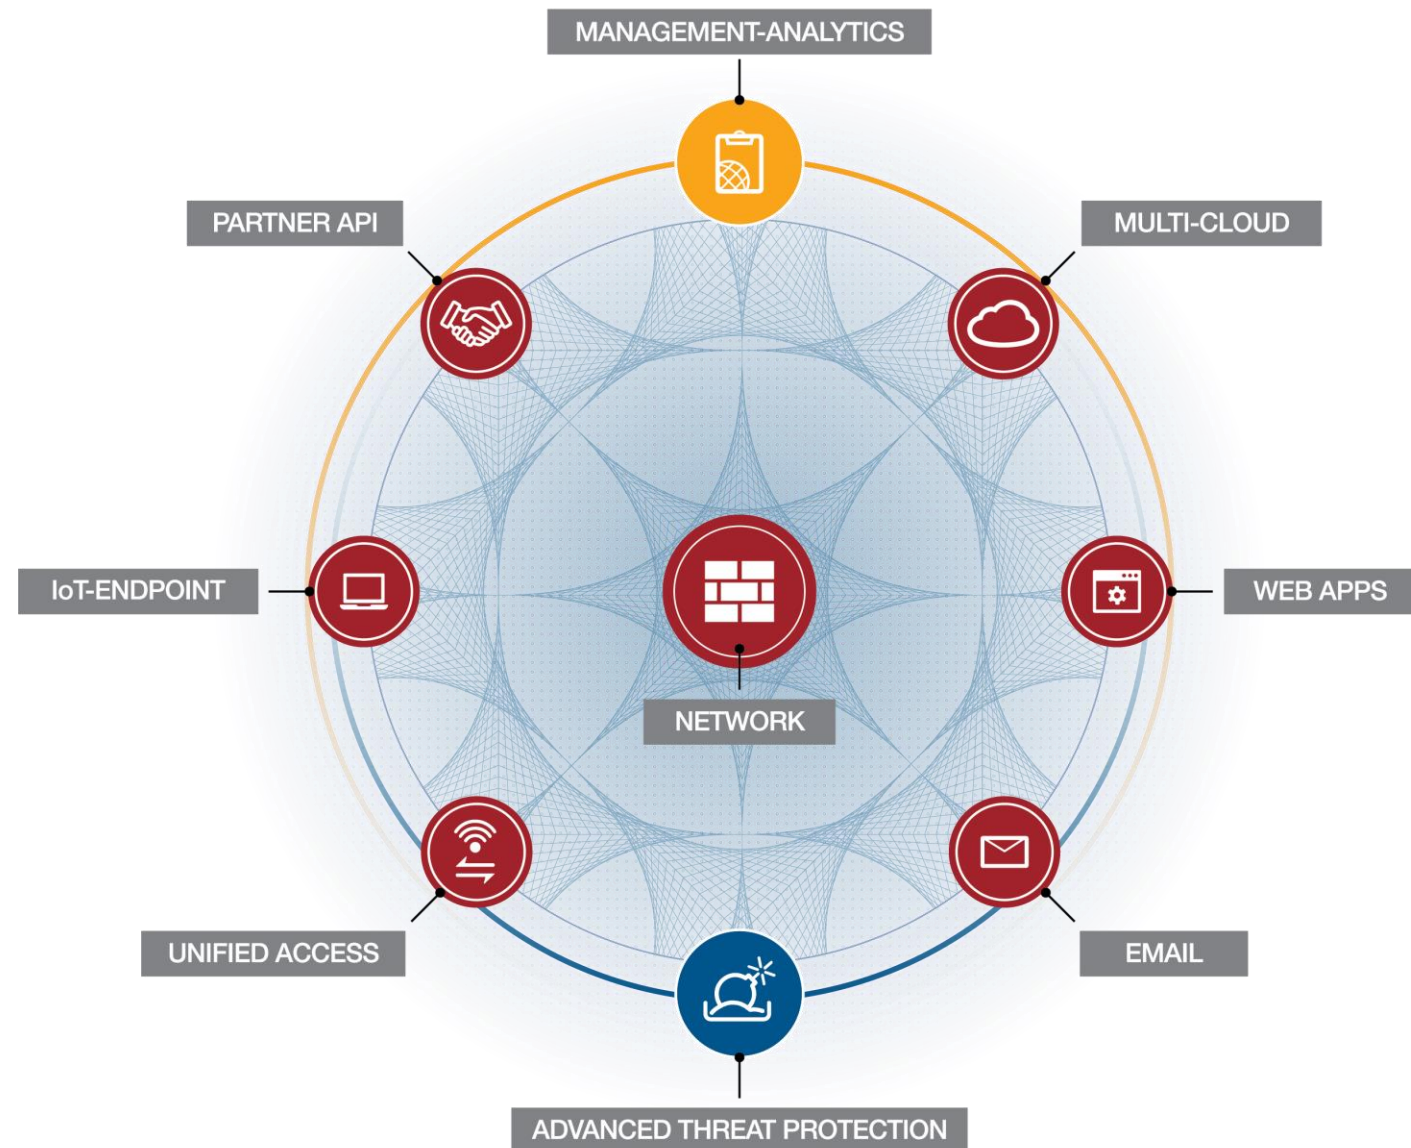 MANAGEMENT-ANALYTICS
PARTNER API
MULTI-CLOUD
IoT-ENDPOINT
WEB APPS
NETWORK
UNIFIED ACCESS
EMAIL
ADVANCED THREAT PROTECTION